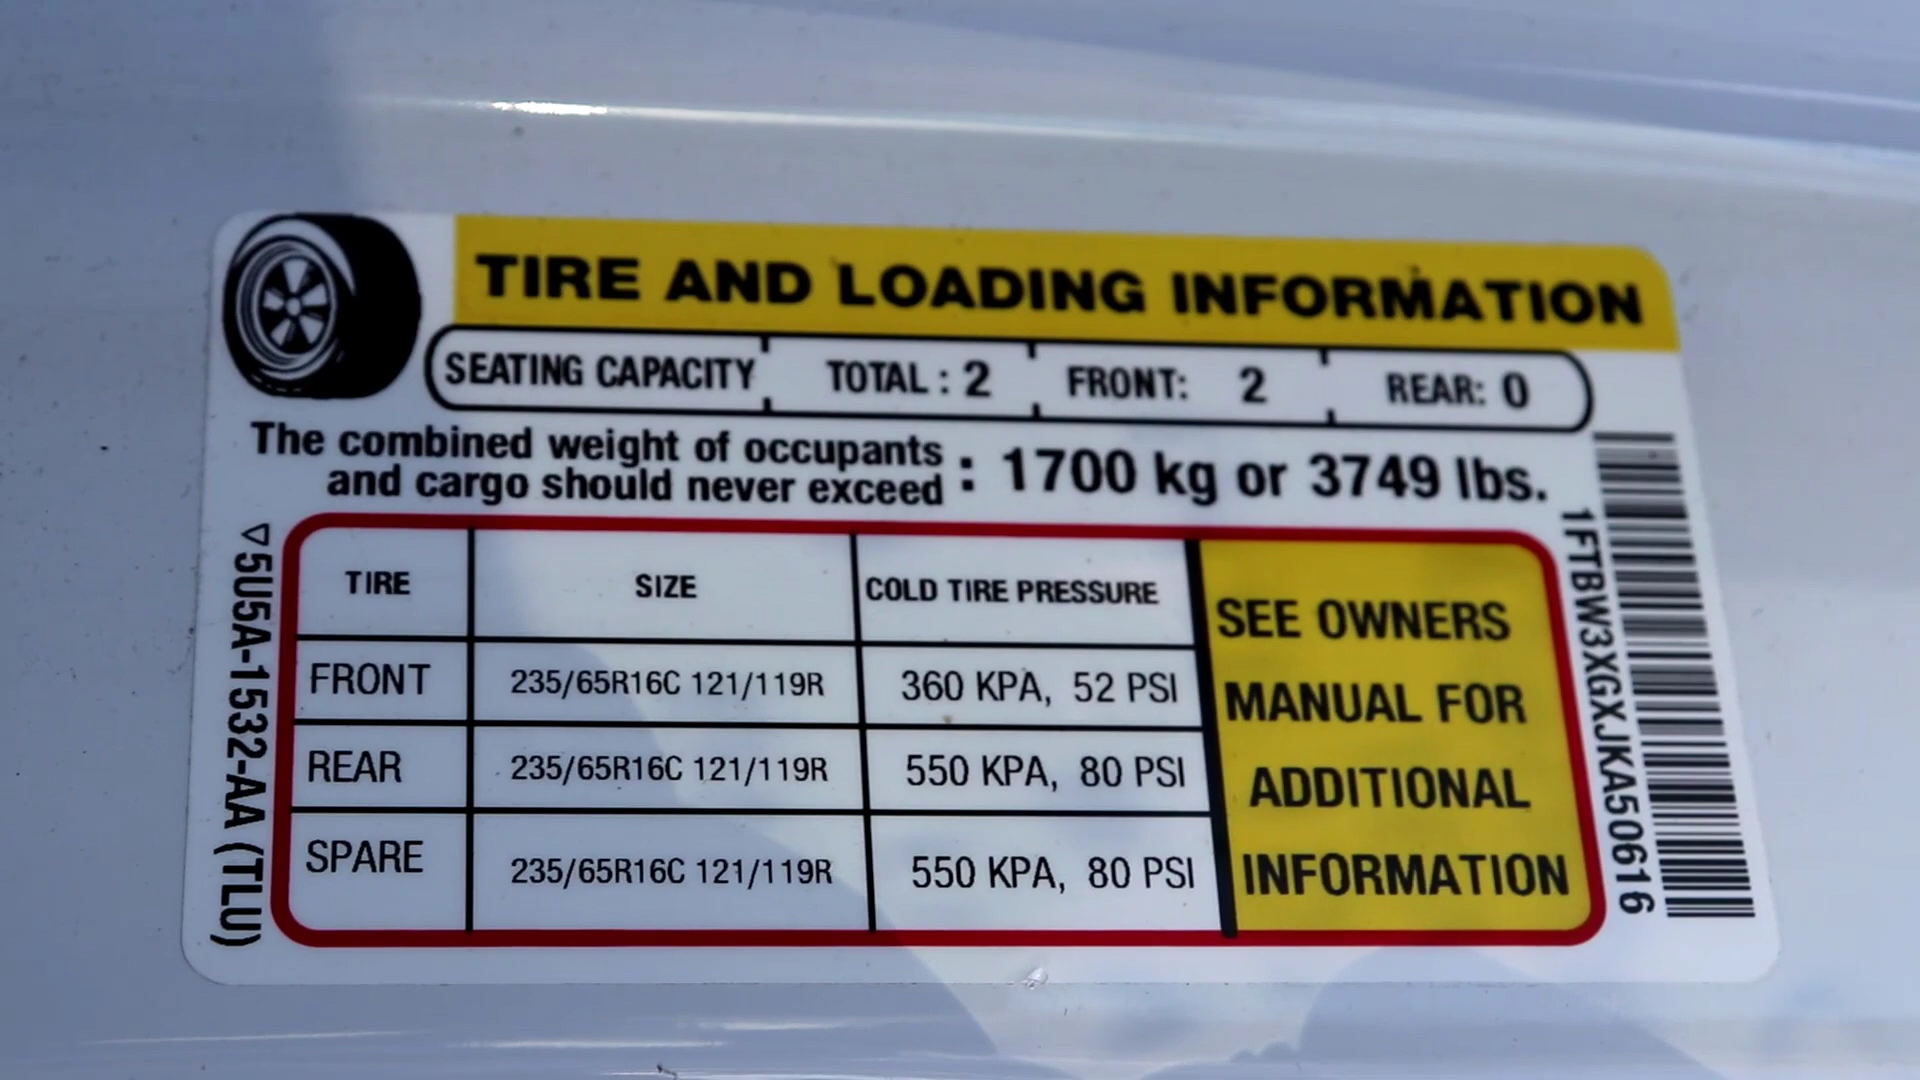 TIRE AND LOADING INFORMATION
SEATING CAPACITY TOTAL : 2 FRONT: 2 REAR: 0
The combined weight of occupants
and cargo should never exceed : 1700 kg or 3749 lbs.
TIRE SIZE COLD TIRE PRESSURE
FRONT 235/65R16C 121/119R 360 KPA, 52 PSI
REAR 235/65R16C 121/119R 550 KPA, 80 PSI
SPARE 235/65R16C 121/119R 550 KPA, 80 PSI
SEE OWNERS
MANUAL FOR
ADDITIONAL
INFORMATION
5U5A-1532-AA (TLU)
1FTBW3XGXJKA50616